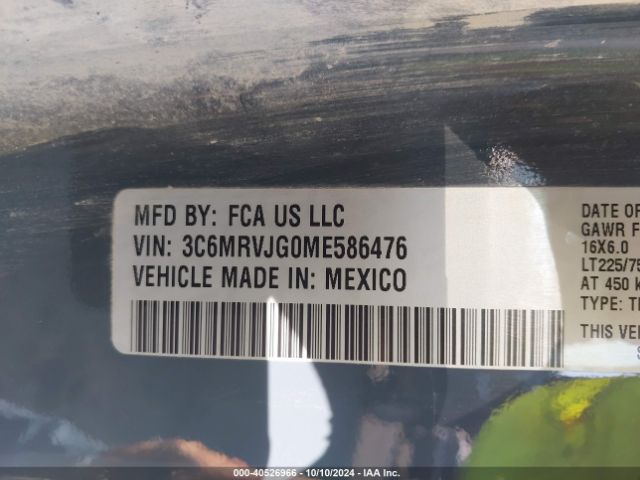 MFD BY: FCA US LLC
VIN: 3C6MRVJG0ME586476
VEHICLE MADE IN: MEXICO
DATE OF
GAWR F
16X6.0
LT225/75
AT 450 k
TYPE: T
THIS VE
S
000-40526966 - 10/10/2024 - IAA Inc.